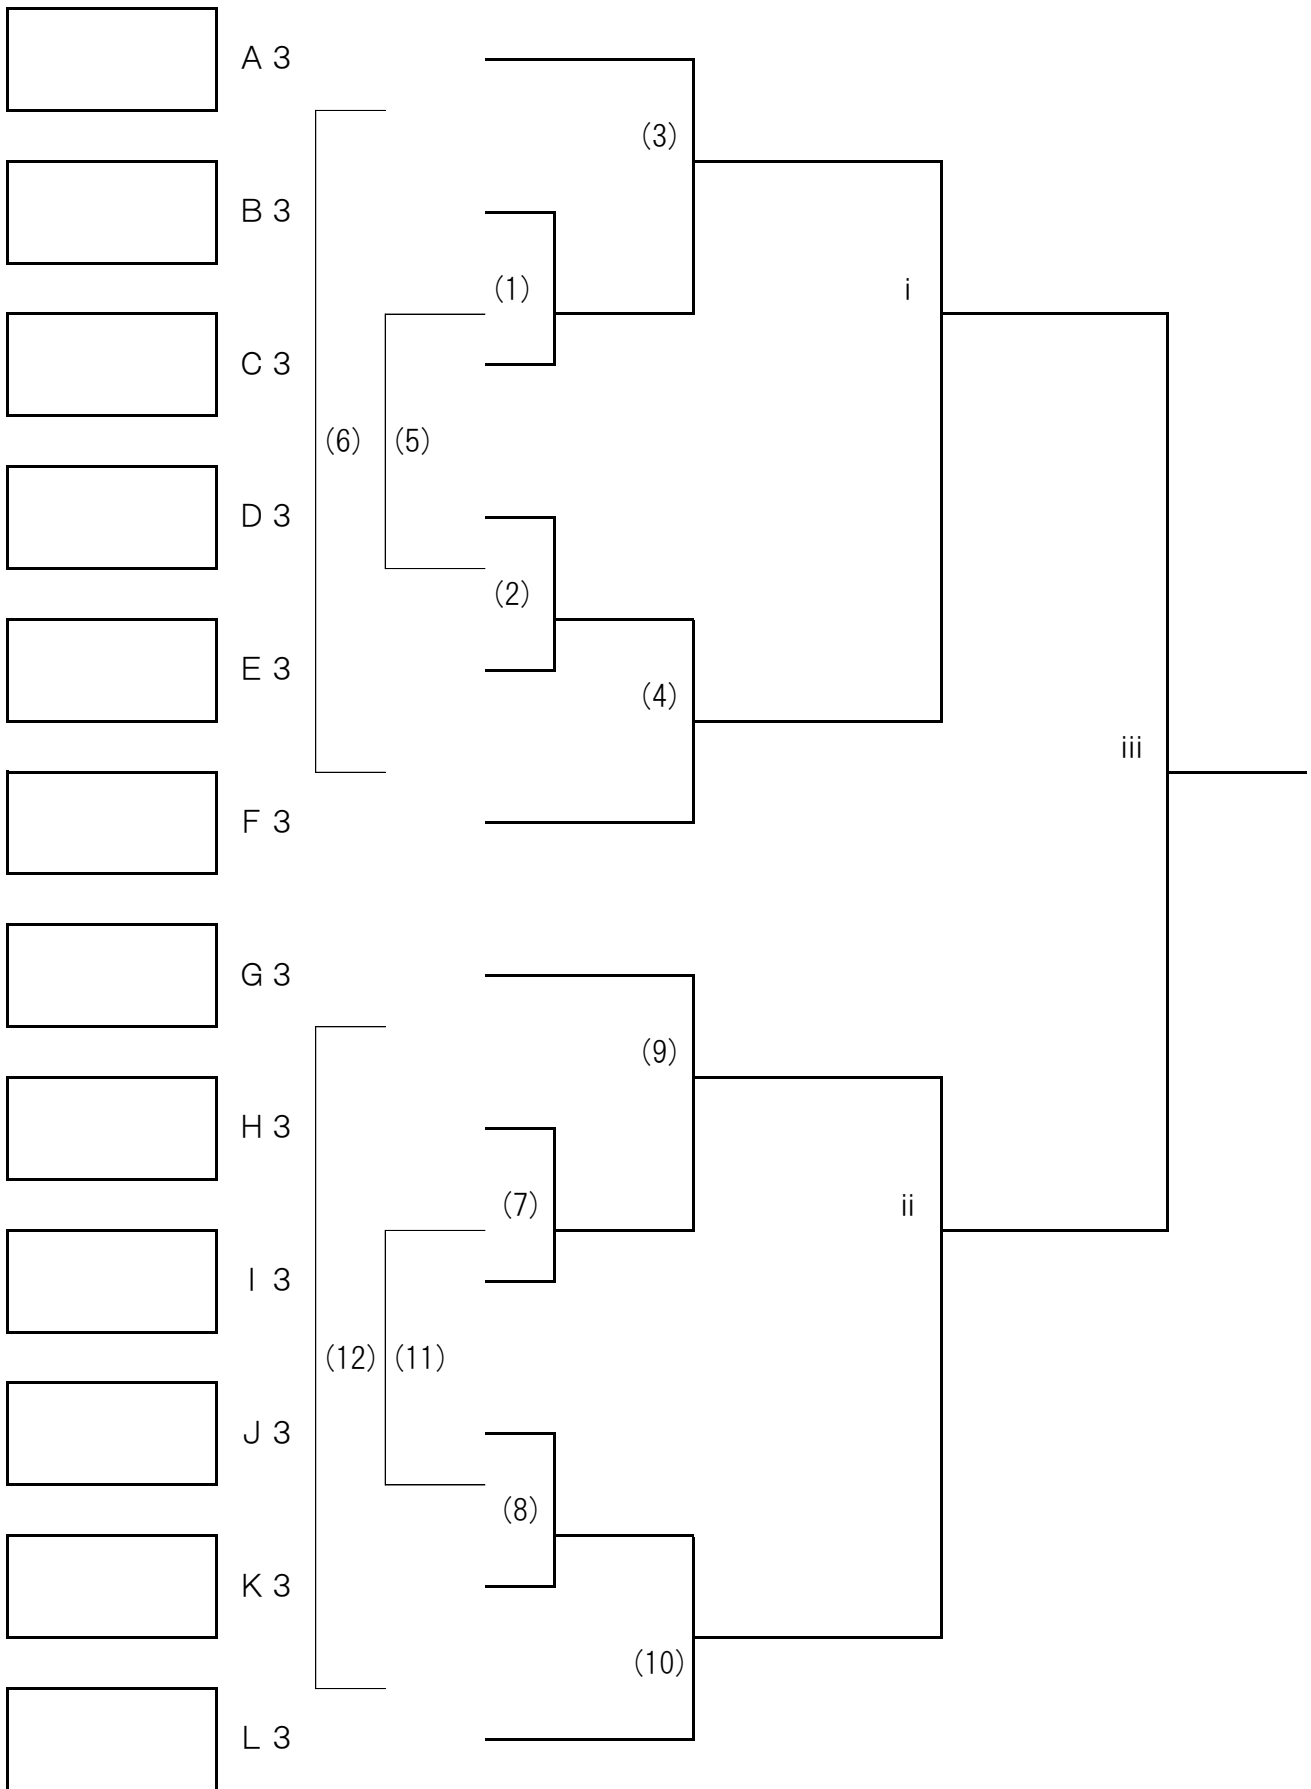 A 3
(3)
B 3
(1)
i
C 3
(6)
(5)
D 3
(2)
E 3
(4)
iii
F 3
G 3
(9)
H 3
(7)
ii
I 3
(12)
(11)
J 3
(8)
K 3
(10)
L 3